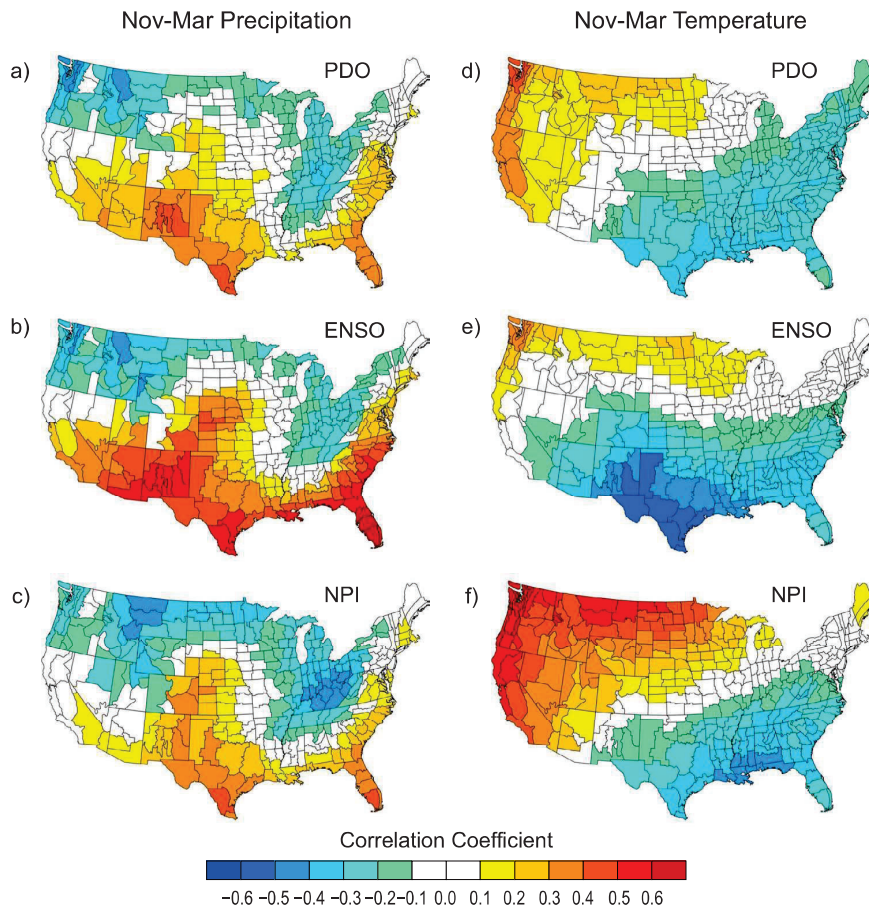 Nov-Mar Precipitation
Nov-Mar Temperature
a)
PDO
d)
PDO
b)
ENSO
e)
ENSO
c)
NPI
f)
NPI
Correlation Coefficient
−0.6 −0.5 −0.4 −0.3 −0.2 −0.1 0.0 0.1 0.2 0.3 0.4 0.5 0.6